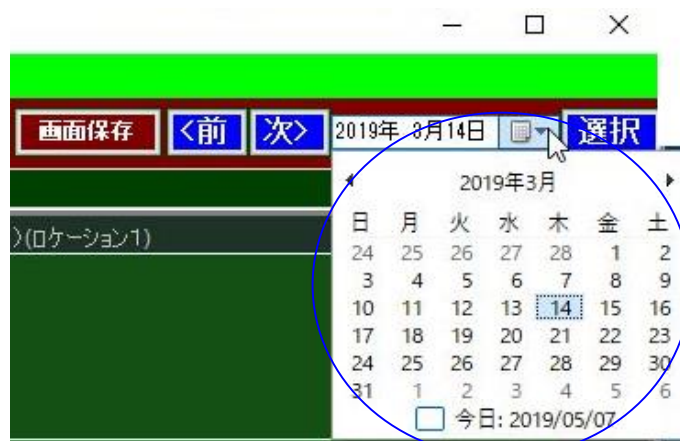 画面保存 <前 次> 2019年 3月14日 選択
2019年3月
日 月 火 水 木 金 土
24 25 26 27 28 1 2
)(ロケーション1)
3 4 5 6 7 8 9
10 11 12 13 14 15 16
17 18 19 20 21 22 23
24 25 26 27 28 29 30
31 1 2 3 4 5 6
今日: 2019/05/07